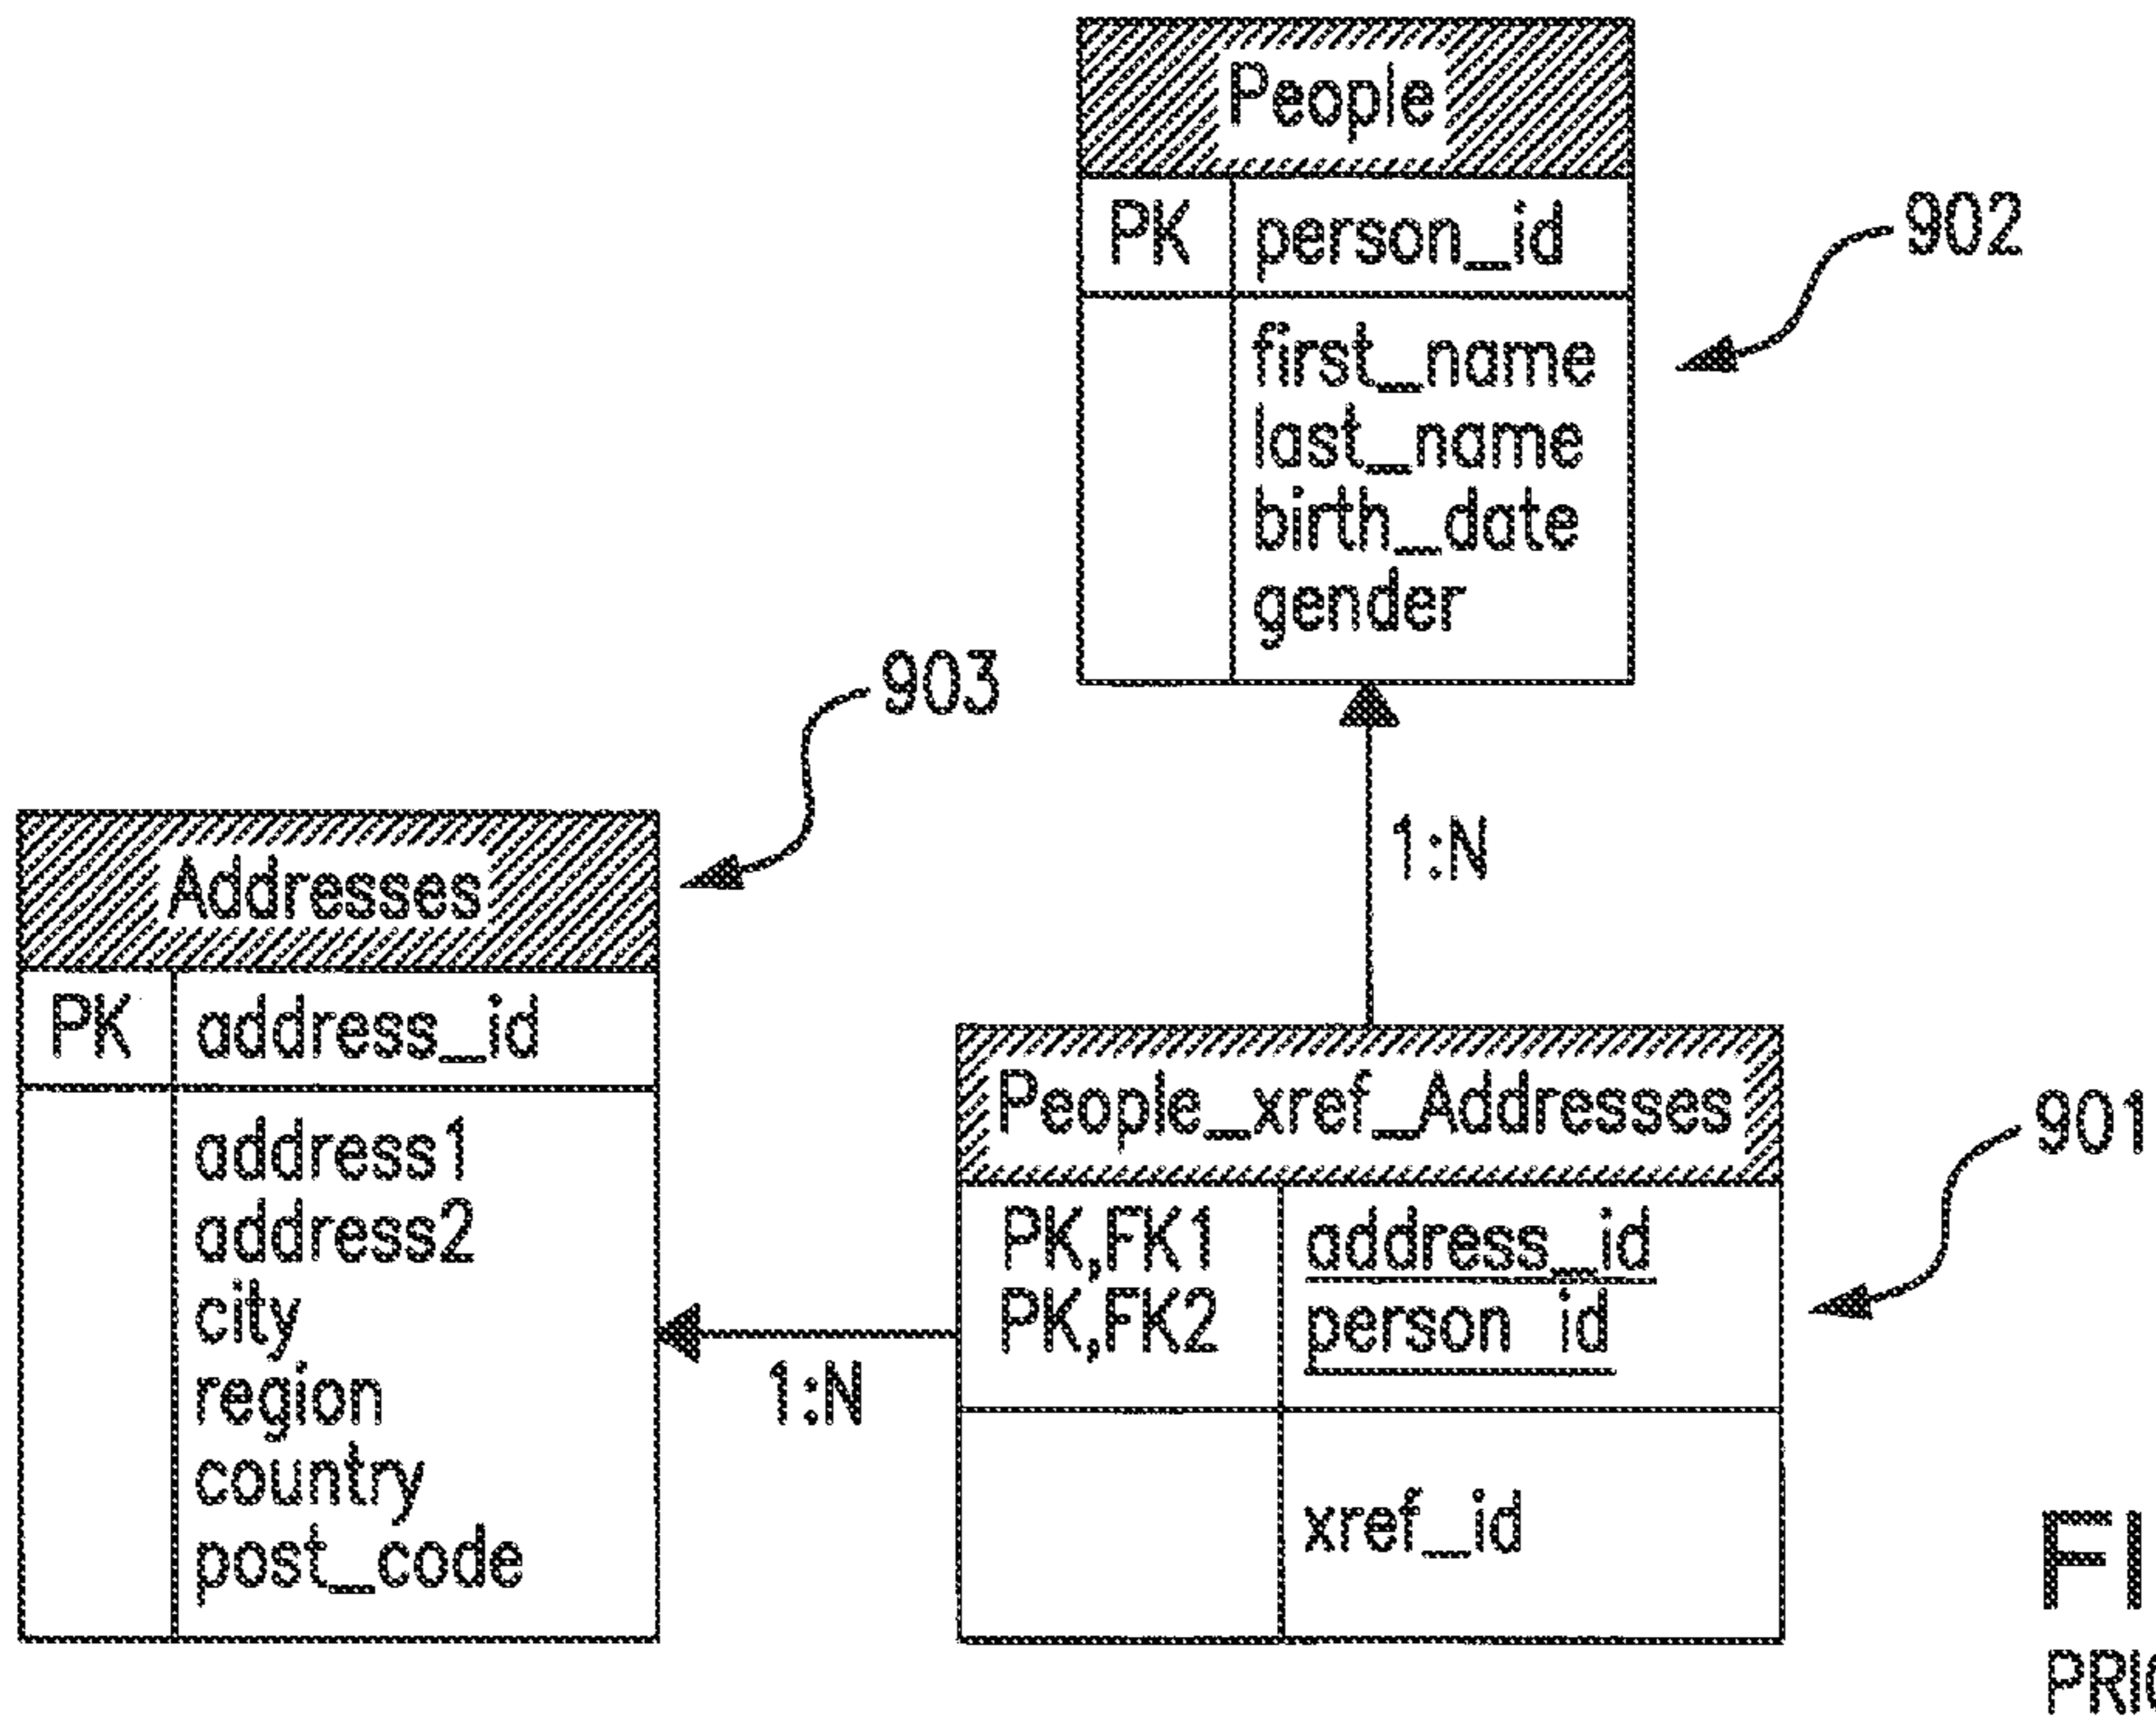 People
PK person_id
first_name
last_name
birth_date
gender
902
903
1:N
Addresses
PK address_id
address1
address2
city
region
country
post_code
1:N
People_xref_Addresses
PK,FK1 address_id
PK,FK2 person_id
xref_id
901